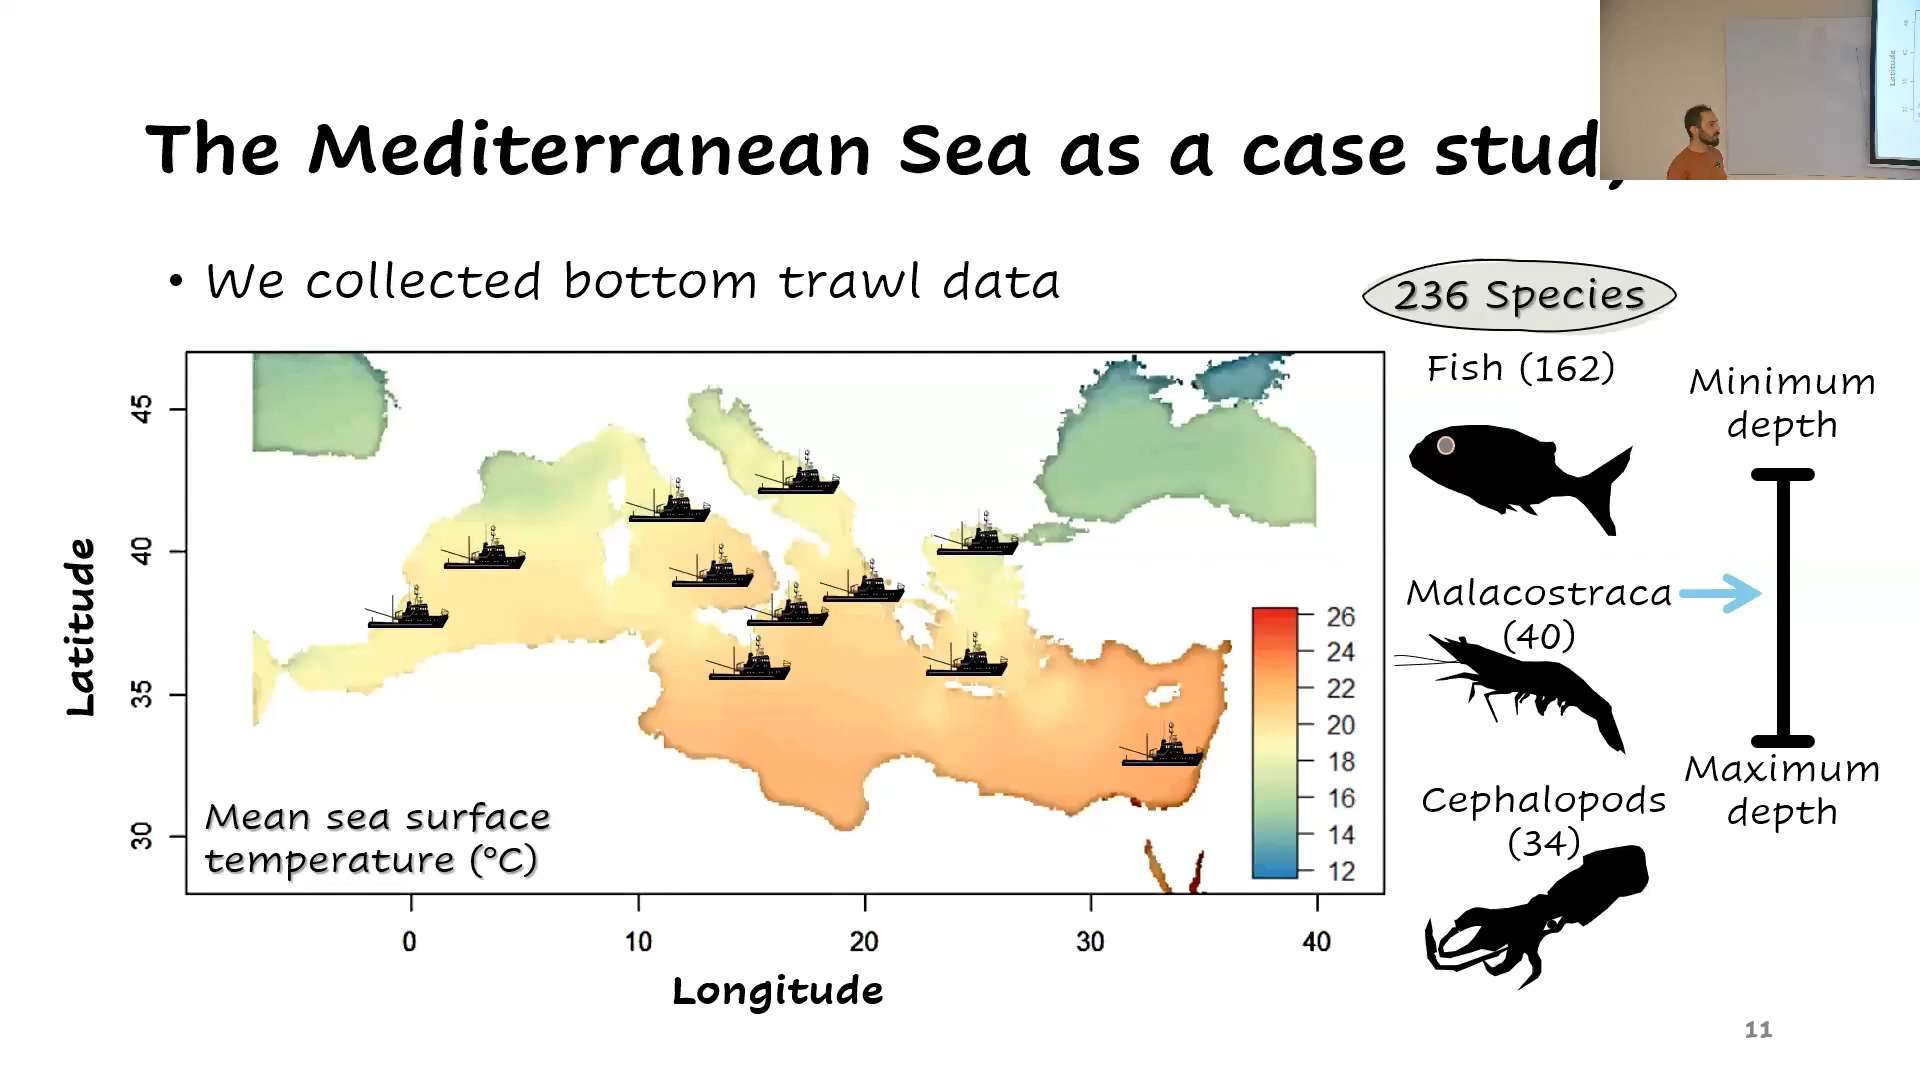 The Mediterranean Sea as a case study
• We collected bottom trawl data
236 Species
Fish (162)
Minimum
depth
Malacostraca
(40)
Maximum
depth
Cephalopods
(34)
Latitude
45
40
35
30
Mean sea surface
temperature (°C)
26
24
22
20
18
16
14
12
0
10
20
30
40
Longitude
11
Latitude